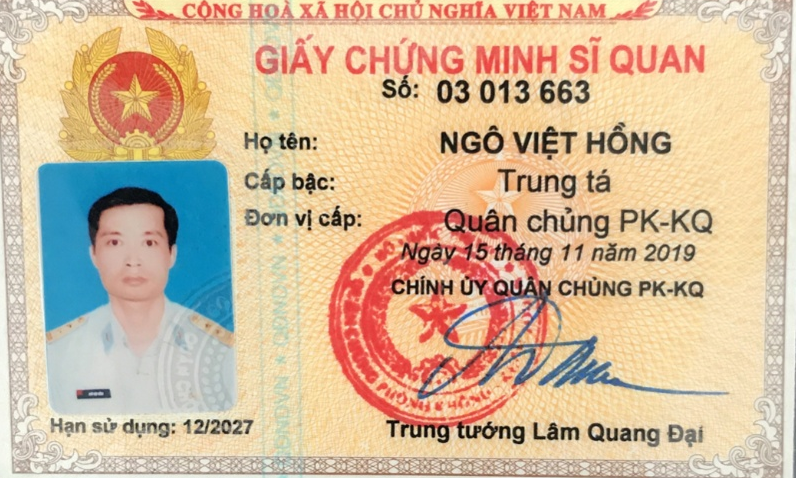 CỘNG HOÀ XÃ HỘI CHỦ NGHĨA VIỆT NAM
GIẤY CHỨNG MINH SĨ QUAN
Số: 03 013 663
Họ tên: NGÔ VIỆT HỒNG
Cấp bậc: Trung tá
Đơn vị cấp: Quân chủng PK-KQ
Ngày 15 tháng 11 năm 2019
CHÍNH ỦY QUÂN CHỦNG PK-KQ
Hạn sử dụng: 12/2027
Trung tướng Lâm Quang Đại